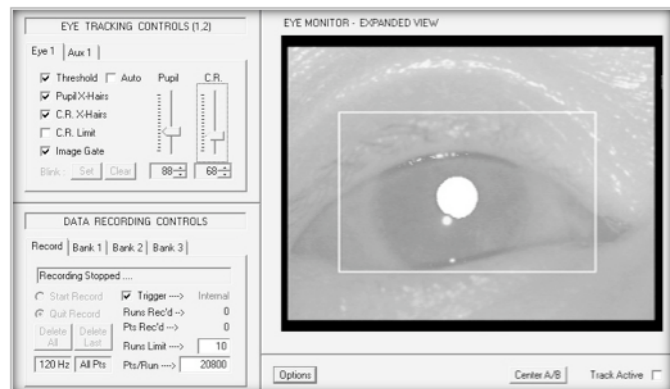 EYE TRACKING CONTROLS (1,2)
Eye 1 Aux 1
Threshold Auto Pupil C.R.
Pupil X-Hairs
C.R. X-Hairs
C.R. Limit
Image Gate
Blink : Set Clear 88 68
DATA RECORDING CONTROLS
Record Bank 1 Bank 2 Bank 3
Recording Stopped ....
Start Record Trigger ----> Internal
Quit Record Runs Rec'd --> 0
Delete All Delete Last Pts Rec'd --> 0
Runs Limit ----> 10
120 Hz All Pts Pts/Run ----> 20800
EYE MONITOR - EXPANDED VIEW
Options Center A/B Track Active